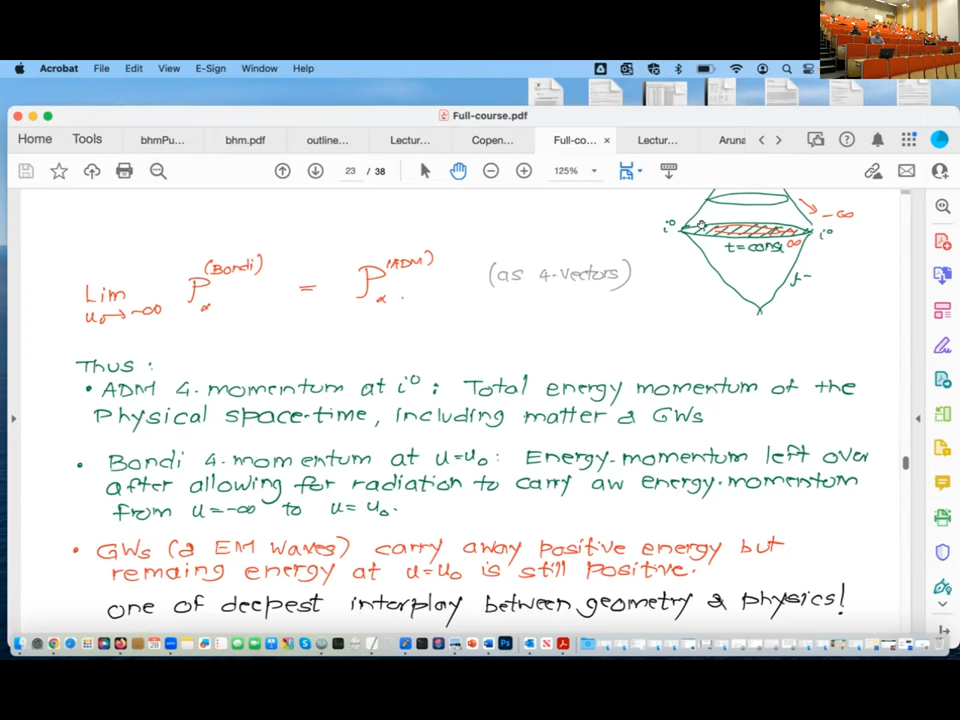 Acrobat File Edit View E-Sign Window Help
Full-course.pdf
Home Tools bhmPu... bhm.pdf outline... Lectur... Copen... Full-co... × Lectur... Aruna
23 / 38 125%
i° i°
→ -∞
t=const ∞
Lim u₀→-∞ P_α^(Bondi) = P_α^(ADM) (as 4-vectors)
Thus :
• ADM 4-momentum at i° : Total energy momentum of the
Physical space-time, including matter & GWs
• Bondi 4-momentum at u=u₀: Energy-momentum left over
after allowing for radiation to carry aw energy-momentum
from u=-∞ to u=u₀.
• GWs (& EM waves) carry away positive energy but
remaing energy at u=u₀ is still positive.
one of deepest interplay between geometry & physics!